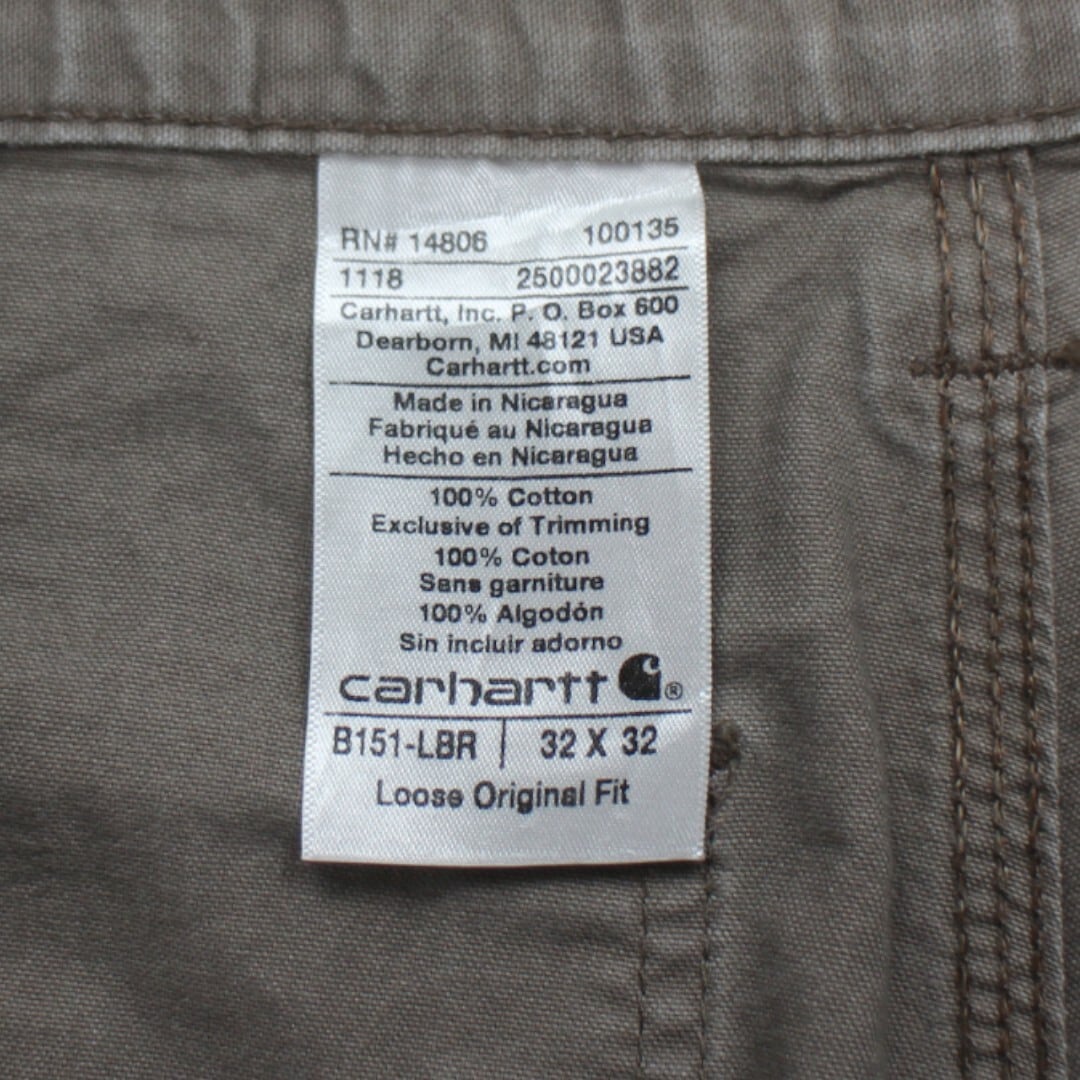 RN# 14806 100135
1118 2500023882
Carhartt, Inc. P. O. Box 600
Dearborn, MI 48121 USA
Carhartt.com
Made in Nicaragua
Fabriqué au Nicaragua
Hecho en Nicaragua
100% Cotton
Exclusive of Trimming
100% Coton
Sans garniture
100% Algodón
Sin incluir adorno
carhartt ®
B151-LBR | 32 X 32
Loose Original Fit